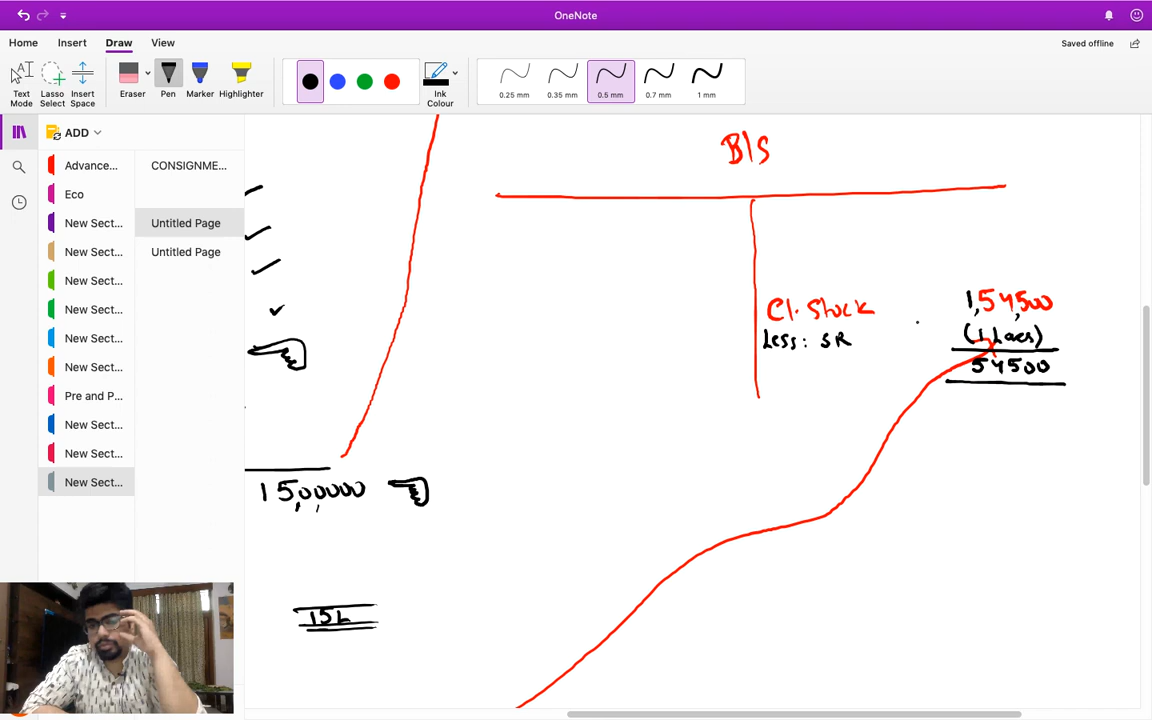 OneNote
Home Insert Draw View
Saved offline
Text Mode
Lasso Select
Insert Space
Eraser
Pen
Marker
Highlighter
Ink Colour
0.25 mm
0.35 mm
0.5 mm
0.7 mm
1 mm
ADD
Advance...
Eco
New Sect...
New Sect...
New Sect...
New Sect...
New Sect...
New Sect...
Pre and P...
New Sect...
New Sect...
New Sect...
CONSIGNME...
Untitled Page
Untitled Page
B/S
Cl. Stock 1,54,500
Less: SR (1 Lacs)
54500
15,00,000
15L